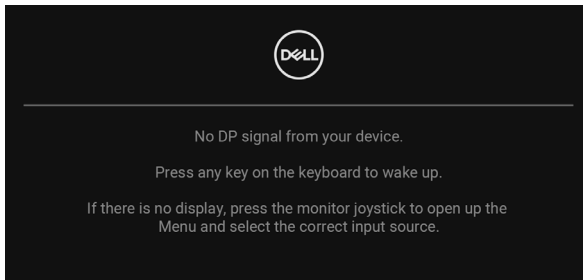 DELL
No DP signal from your device.
Press any key on the keyboard to wake up.
If there is no display, press the monitor joystick to open up the
Menu and select the correct input source.